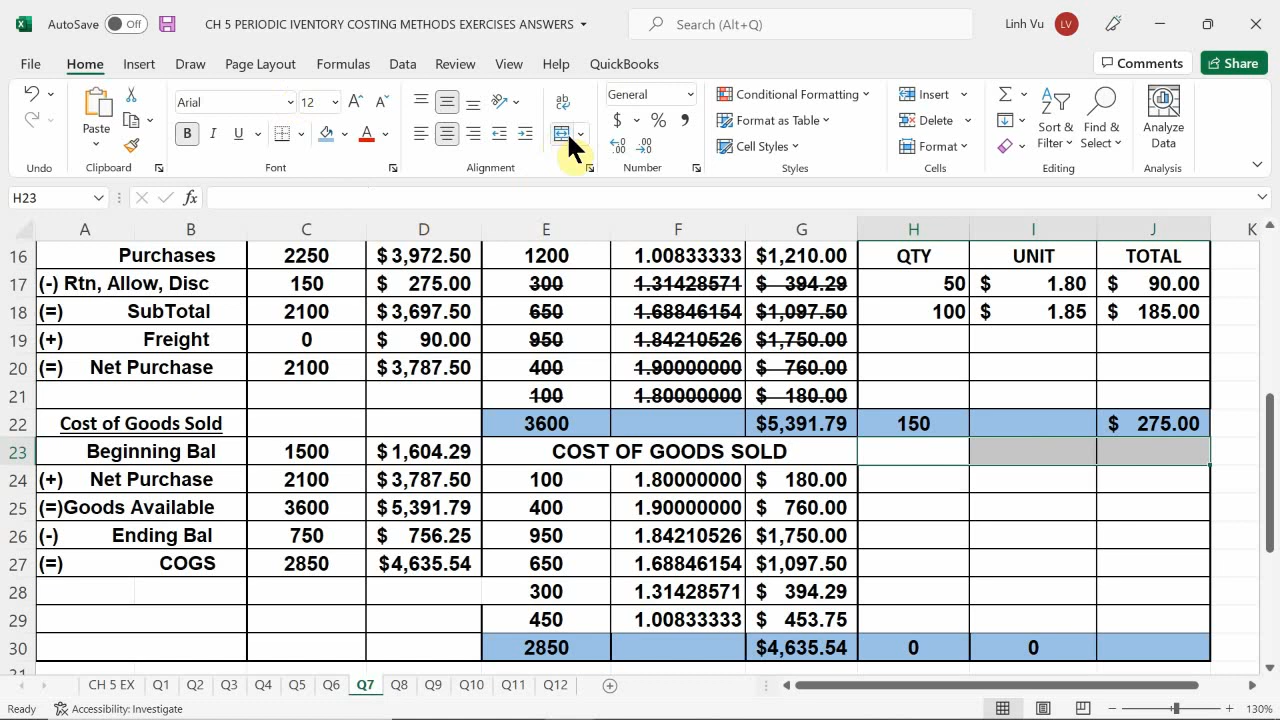 AutoSave Off CH 5 PERIODIC IVENTORY COSTING METHODS EXERCISES ANSWERS Search (Alt+Q) Linh Vu LV
File Home Insert Draw Page Layout Formulas Data Review View Help QuickBooks Comments Share
Paste Arial 12 B I U A General $ % , Conditional Formatting Format as Table Cell Styles Insert Delete Format Sort & Filter Find & Select Analyze Data
Undo Clipboard Font Alignment Number Styles Cells Editing Analysis
H23 fx
A B C D E F G H I J K
16 Purchases 2250 $ 3,972.50 1200 1.00833333 $1,210.00 QTY UNIT TOTAL
17 (-) Rtn, Allow, Disc 150 $ 275.00 300 1.31428571 $ 394.29 50 $ 1.80 $ 90.00
18 (=) SubTotal 2100 $ 3,697.50 650 1.68846154 $1,097.50 100 $ 1.85 $ 185.00
19 (+) Freight 0 $ 90.00 950 1.84210526 $1,750.00
20 (=) Net Purchase 2100 $ 3,787.50 400 1.90000000 $ 760.00
21 100 1.80000000 $ 180.00
22 Cost of Goods Sold 3600 $5,391.79 150 $ 275.00
23 Beginning Bal 1500 $ 1,604.29 COST OF GOODS SOLD
24 (+) Net Purchase 2100 $ 3,787.50 100 1.80000000 $ 180.00
25 (=)Goods Available 3600 $ 5,391.79 400 1.90000000 $ 760.00
26 (-) Ending Bal 750 $ 756.25 950 1.84210526 $1,750.00
27 (=) COGS 2850 $4,635.54 650 1.68846154 $1,097.50
28 300 1.31428571 $ 394.29
29 450 1.00833333 $ 453.75
30 2850 $4,635.54 0 0
CH 5 EX Q1 Q2 Q3 Q4 Q5 Q6 Q7 Q8 Q9 Q10 Q11 Q12
Ready Accessibility: Investigate 130%